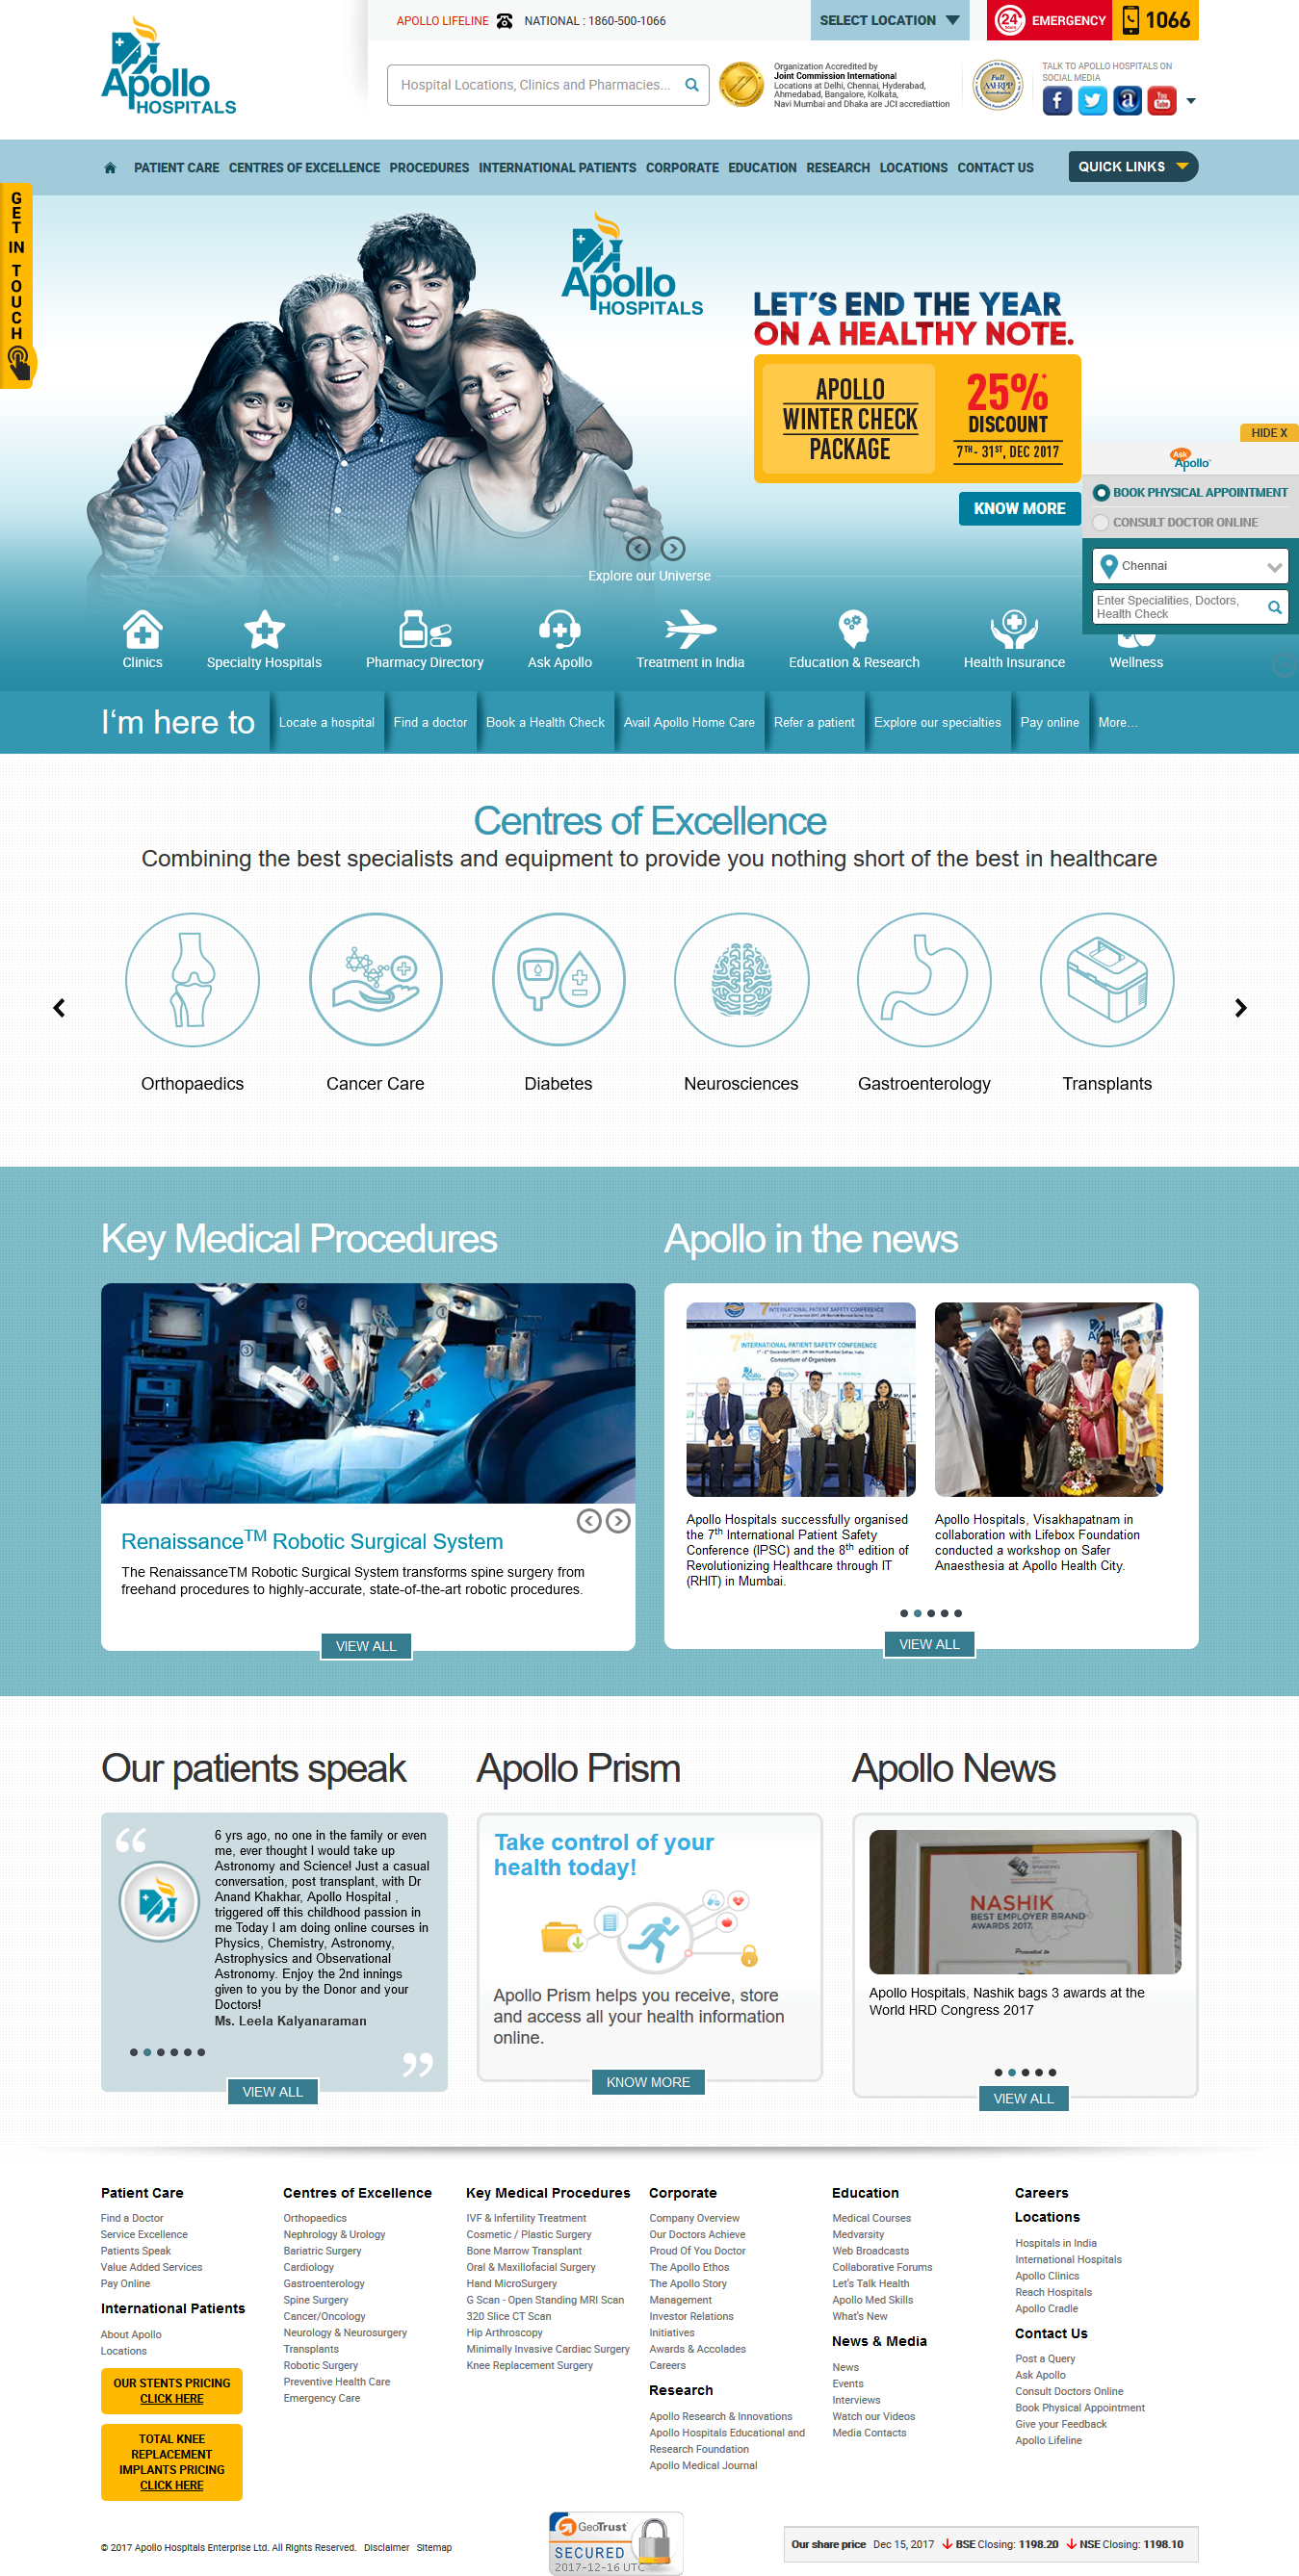 Apollo
HOSPITALS
APOLLO LIFELINE
NATIONAL : 1860-500-1066
SELECT LOCATION
24
EMERGENCY
1066
Hospital Locations, Clinics and Pharmacies...
Organization Accredited by
Joint Commission International
Locations at Delhi, Chennai, Hyderabad,
Ahmedabad, Bangalore, Kolkata,
Navi Mumbai and Dhaka are JCI accrediattion
Full
AAHRPP
TALK TO APOLLO HOSPITALS ON
SOCIAL MEDIA
PATIENT CARE CENTRES OF EXCELLENCE PROCEDURES INTERNATIONAL PATIENTS CORPORATE EDUCATION RESEARCH LOCATIONS CONTACT US
QUICK LINKS
GET IN TOUCH
Apollo
HOSPITALS
LET'S END THE YEAR
ON A HEALTHY NOTE.
APOLLO
WINTER CHECK
PACKAGE
25%*
DISCOUNT
7TH- 31ST, DEC 2017
KNOW MORE
HIDE X
Ask
Apollo
BOOK PHYSICAL APPOINTMENT
CONSULT DOCTOR ONLINE
Chennai
Enter Specialities, Doctors,
Health Check
Explore our Universe
Clinics
Specialty Hospitals
Pharmacy Directory
Ask Apollo
Treatment in India
Education & Research
Health Insurance
Wellness
I'm here to
Locate a hospital
Find a doctor
Book a Health Check
Avail Apollo Home Care
Refer a patient
Explore our specialties
Pay online
More...
Centres of Excellence
Combining the best specialists and equipment to provide you nothing short of the best in healthcare
Orthopaedics
Cancer Care
Diabetes
Neurosciences
Gastroenterology
Transplants
Key Medical Procedures
RenaissanceTM Robotic Surgical System
The RenaissanceTM Robotic Surgical System transforms spine surgery from
freehand procedures to highly-accurate, state-of-the-art robotic procedures.
VIEW ALL
Apollo in the news
7th
INTERNATIONAL PATIENT SAFETY CONFERENCE
Consortium of Organizers
Apollo Hospitals successfully organised
the 7th International Patient Safety
Conference (IPSC) and the 8th edition of
Revolutionizing Healthcare through IT
(RHIT) in Mumbai.
Apollo Hospitals, Visakhapatnam in
collaboration with Lifebox Foundation
conducted a workshop on Safer
Anaesthesia at Apollo Health City.
VIEW ALL
Our patients speak
6 yrs ago, no one in the family or even
me, ever thought I would take up
Astronomy and Science! Just a casual
conversation, post transplant, with Dr
Anand Khakhar, Apollo Hospital ,
triggered off this childhood passion in
me Today I am doing online courses in
Physics, Chemistry, Astronomy,
Astrophysics and Observational
Astronomy. Enjoy the 2nd innings
given to you by the Donor and your
Doctors!
Ms. Leela Kalyanaraman
VIEW ALL
Apollo Prism
Take control of your
health today!
Apollo Prism helps you receive, store
and access all your health information
online.
KNOW MORE
Apollo News
NASHIK
BEST EMPLOYER BRAND
AWARDS 2017
Presented to
Apollo Hospitals, Nashik bags 3 awards at the
World HRD Congress 2017
VIEW ALL
Patient Care
Find a Doctor
Service Excellence
Patients Speak
Value Added Services
Pay Online
International Patients
About Apollo
Locations
OUR STENTS PRICING
CLICK HERE
TOTAL KNEE
REPLACEMENT
IMPLANTS PRICING
CLICK HERE
Centres of Excellence
Orthopaedics
Nephrology & Urology
Bariatric Surgery
Cardiology
Gastroenterology
Spine Surgery
Cancer/Oncology
Neurology & Neurosurgery
Transplants
Robotic Surgery
Preventive Health Care
Emergency Care
Key Medical Procedures
IVF & Infertility Treatment
Cosmetic / Plastic Surgery
Bone Marrow Transplant
Oral & Maxillofacial Surgery
Hand MicroSurgery
G Scan - Open Standing MRI Scan
320 Slice CT Scan
Hip Arthroscopy
Minimally Invasive Cardiac Surgery
Knee Replacement Surgery
Corporate
Company Overview
Our Doctors Achieve
Proud Of You Doctor
The Apollo Ethos
The Apollo Story
Management
Investor Relations
Initiatives
Awards & Accolades
Careers
Research
Apollo Research & Innovations
Apollo Hospitals Educational and
Research Foundation
Apollo Medical Journal
Education
Medical Courses
Medvarsity
Web Broadcasts
Collaborative Forums
Let's Talk Health
Apollo Med Skills
What's New
News & Media
News
Events
Interviews
Watch our Videos
Media Contacts
Careers
Locations
Hospitals in India
International Hospitals
Apollo Clinics
Reach Hospitals
Apollo Cradle
Contact Us
Post a Query
Ask Apollo
Consult Doctors Online
Book Physical Appointment
Give your Feedback
Apollo Lifeline
© 2017 Apollo Hospitals Enterprise Ltd. All Rights Reserved. Disclaimer Sitemap
GeoTrust
SECURED
2017-12-16 UTC
Our share price Dec 15, 2017 BSE Closing: 1198.20 NSE Closing: 1198.10